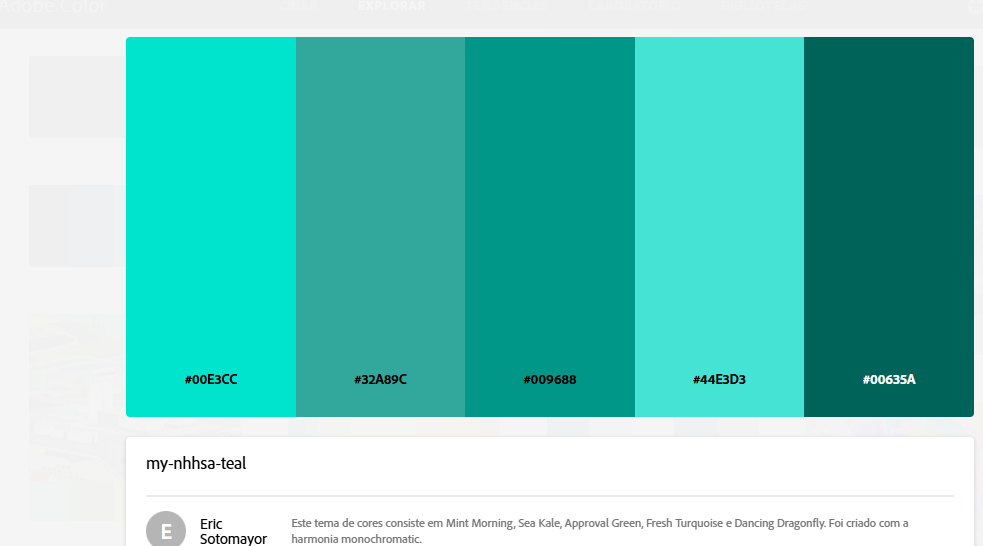 Adobe Color
EXPLORAR
#00E3CC
#32A89C
#009688
#44E3D3
#00635A
my-nhhsa-teal
E
Eric
Sotomayor
Este tema de cores consiste em Mint Morning, Sea Kale, Approval Green, Fresh Turquoise e Dancing Dragonfly. Foi criado com a
harmonia monochromatic.